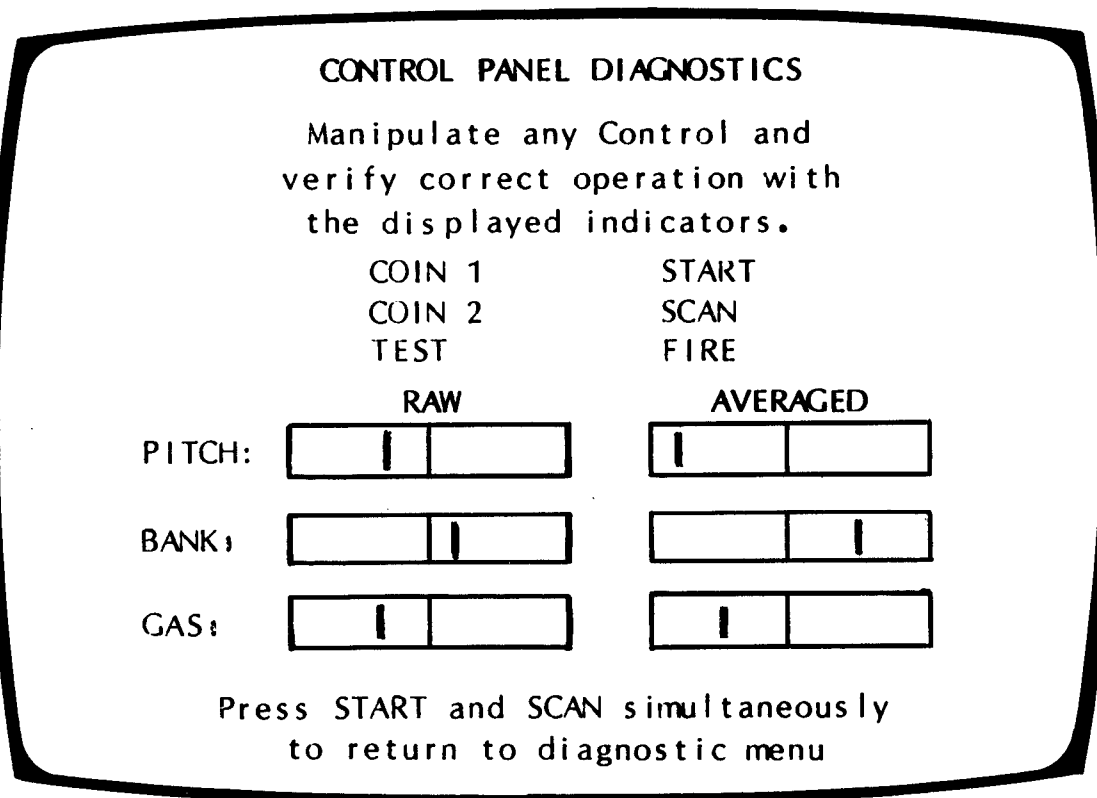 CONTROL PANEL DIAGNOSTICS
Manipulate any Control and
verify correct operation with
the displayed indicators.
COIN 1 START
COIN 2 SCAN
TEST FIRE
RAW AVERAGED
PITCH:
BANK:
GAS:
Press START and SCAN simultaneously
to return to diagnostic menu